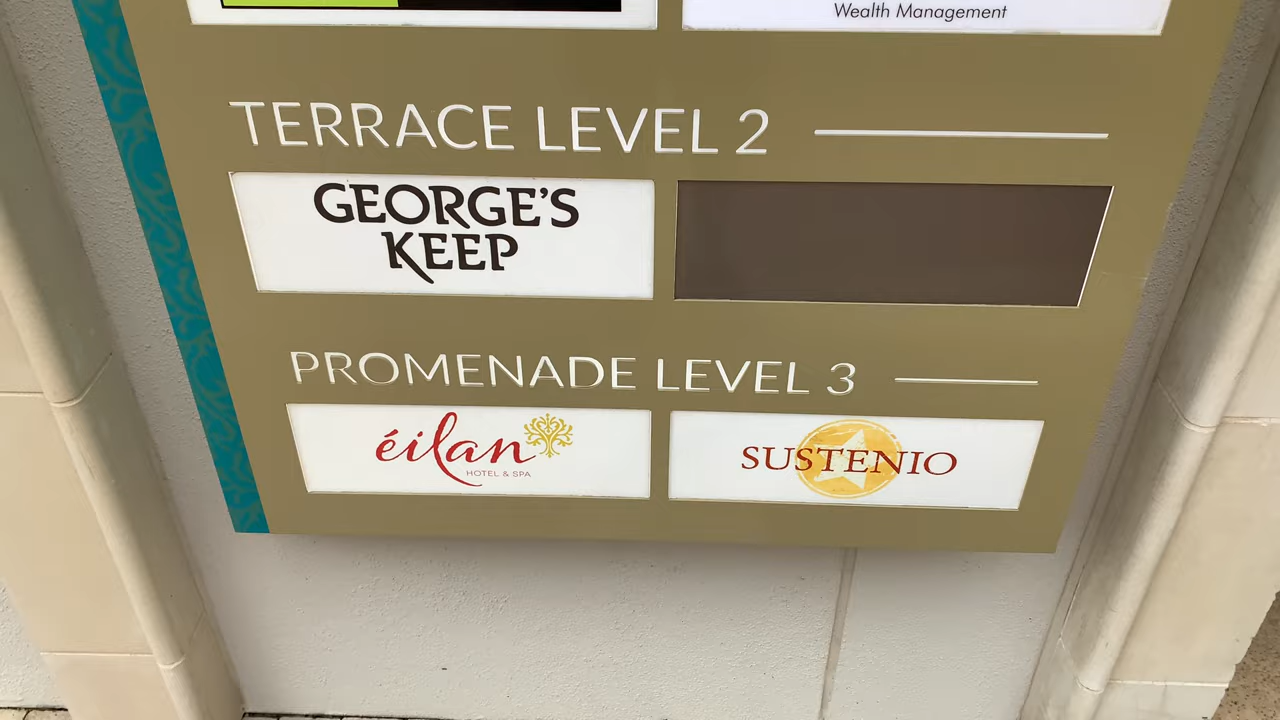 Wealth Management
TERRACE LEVEL 2
GEORGE'S
KEEP
PROMENADE LEVEL 3
éilan
HOTEL & SPA
SUSTENIO